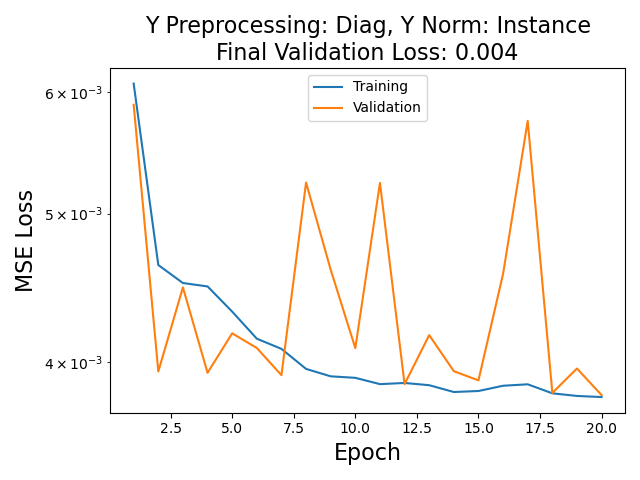 Y Preprocessing: Diag, Y Norm: Instance
Final Validation Loss: 0.004
Training
Validation
6 × 10⁻³
5 × 10⁻³
4 × 10⁻³
MSE Loss
2.5 5.0 7.5 10.0 12.5 15.0 17.5 20.0
Epoch